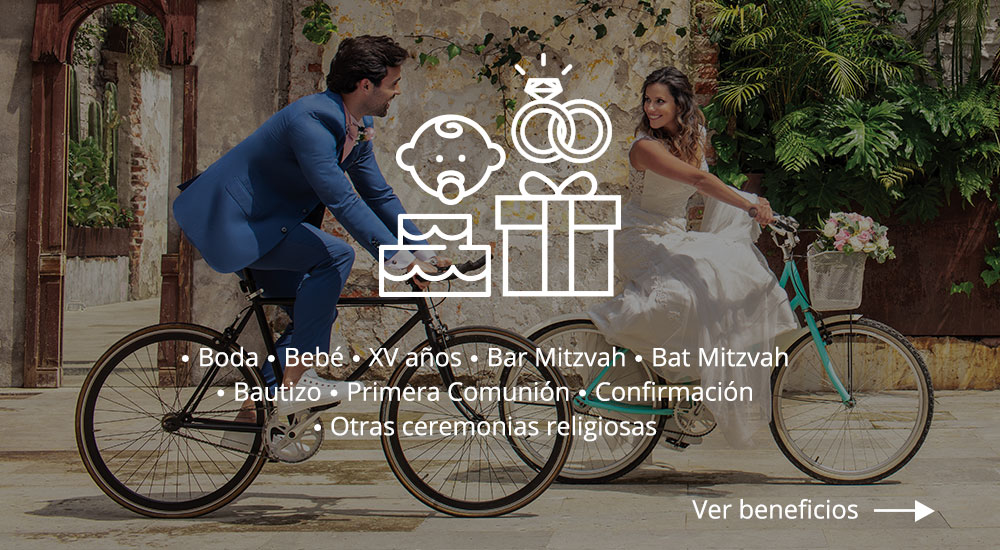 • Boda • Bebé • XV años • Bar Mitzvah • Bat Mitzvah
• Bautizo • Primera Comunión • Confirmación
• Otras ceremonias religiosas
Ver beneficios